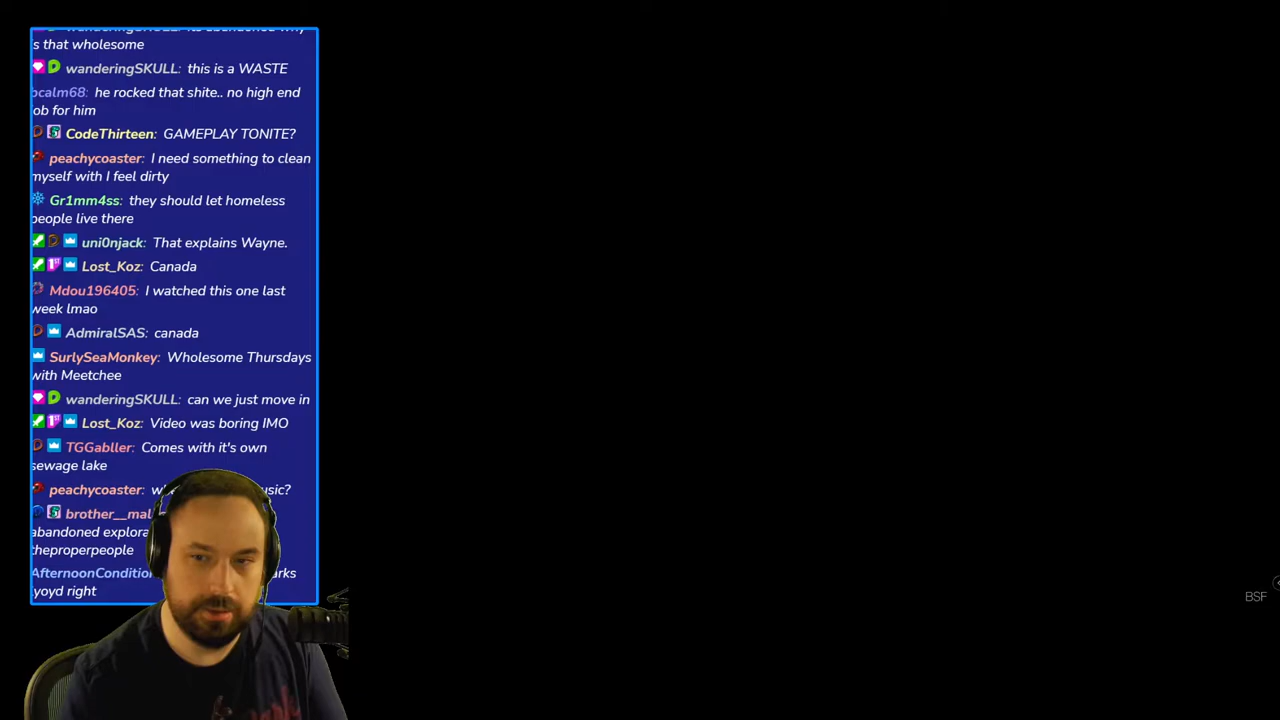 s that wholesome
wanderingSKULL: this is a WASTE
ocalm68: he rocked that shite.. no high end
ob for him
CodeThirteen: GAMEPLAY TONITE?
peachycoaster: I need something to clean
myself with I feel dirty
Gr1mm4ss: they should let homeless
people live there
uni0njack: That explains Wayne.
Lost_Koz: Canada
Mdou196405: I watched this one last
week lmao
AdmiralSAS: canada
SurlySeaMonkey: Wholesome Thursdays
with Meetchee
wanderingSKULL: can we just move in
Lost_Koz: Video was boring IMO
TGGabller: Comes with it's own
sewage lake
peachycoaster:
brother__mal
abandoned explora
theproperpeople
AfternoonCondition
yoyd right
BSF